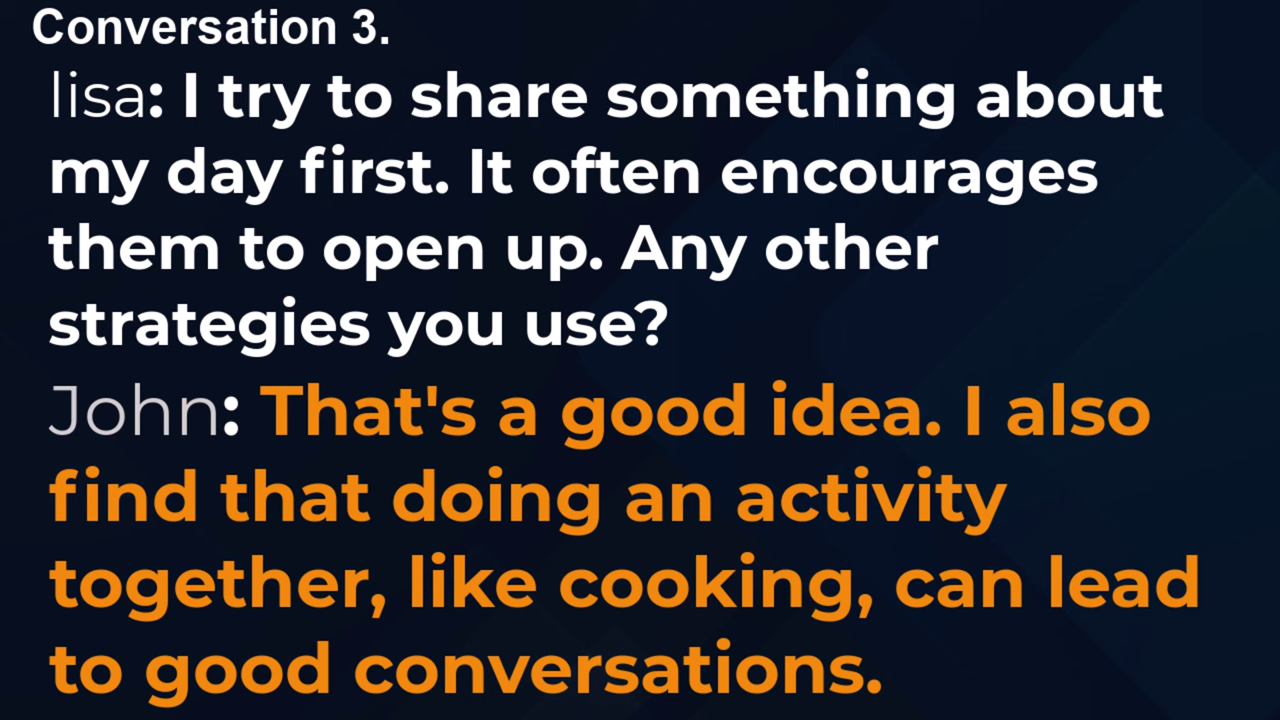 Conversation 3.
lisa: I try to share something about
my day first. It often encourages
them to open up. Any other
strategies you use?
John: That's a good idea. I also
find that doing an activity
together, like cooking, can lead
to good conversations.